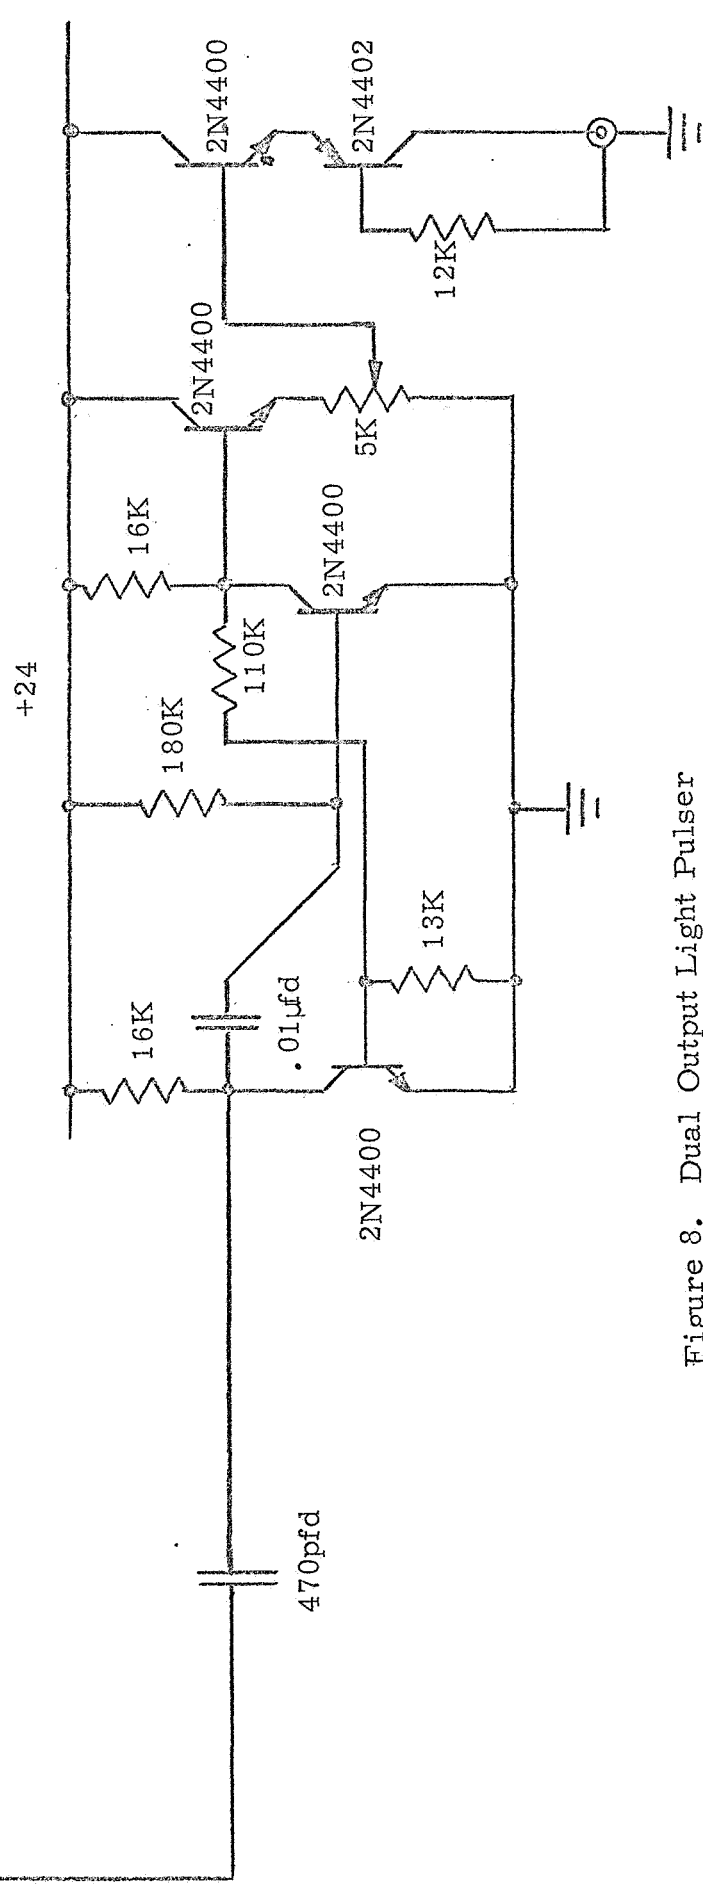 +24
16K
180K
16K
2N4400
2N4400
110K
.01µfd
13K
2N4400
2N4400
2N4402
5K
12K
470pfd
Figure 8. Dual Output Light Pulser